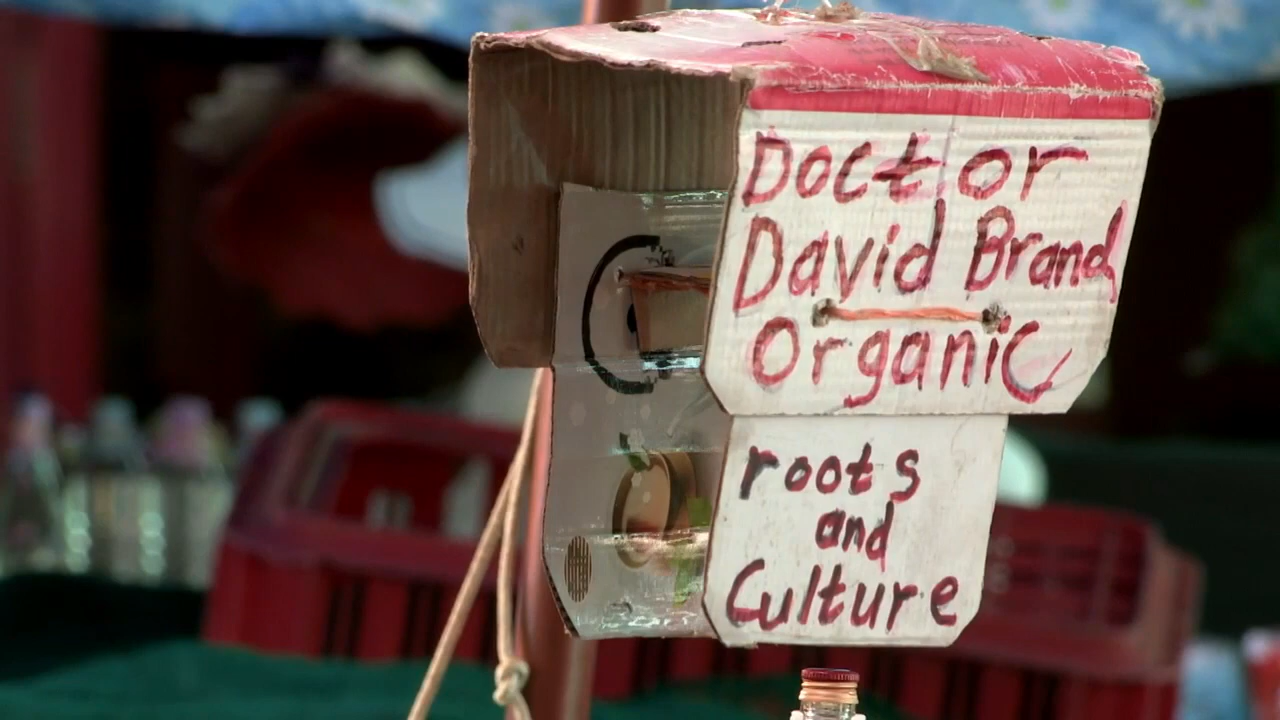 Doctor
David Brand
Organic
roots
and
Culture